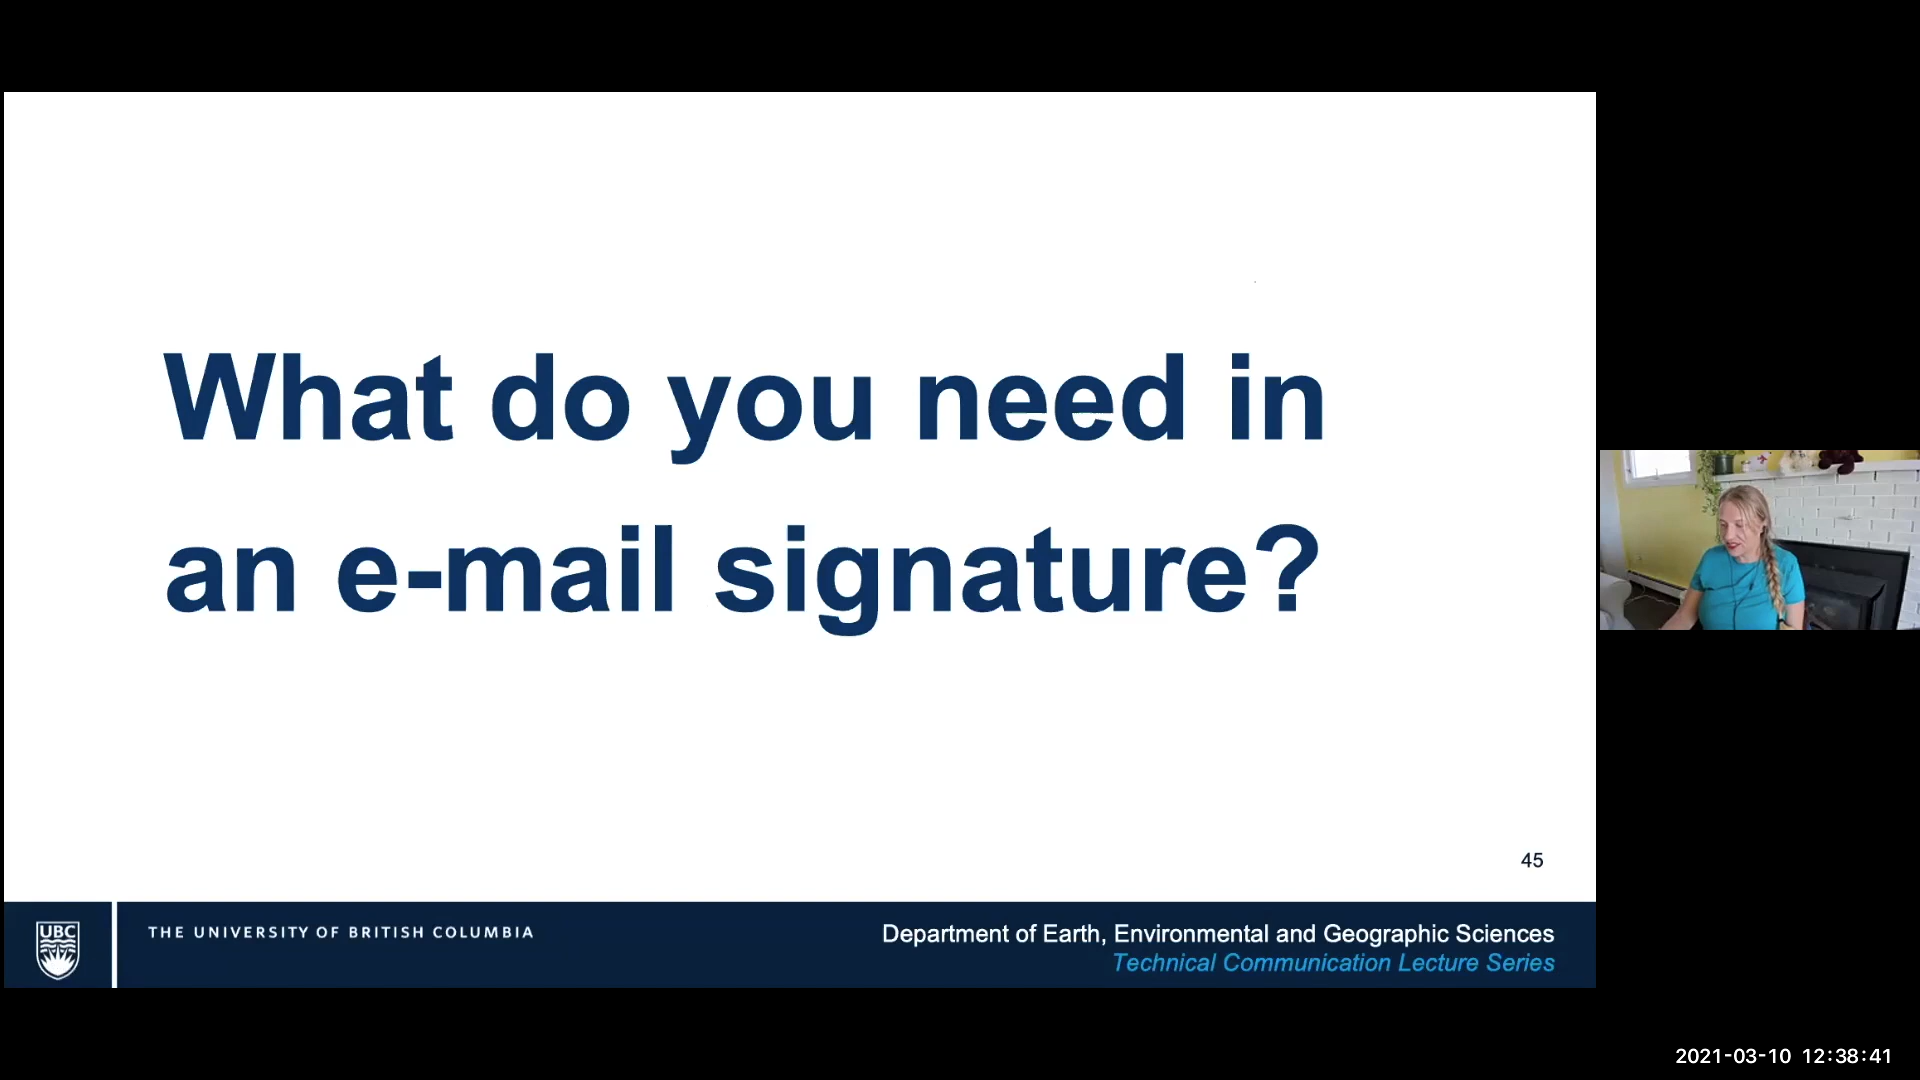 What do you need in
an e-mail signature?
45
UBC
THE UNIVERSITY OF BRITISH COLUMBIA
Department of Earth, Environmental and Geographic Sciences
Technical Communication Lecture Series
2021-03-10 12:38:41